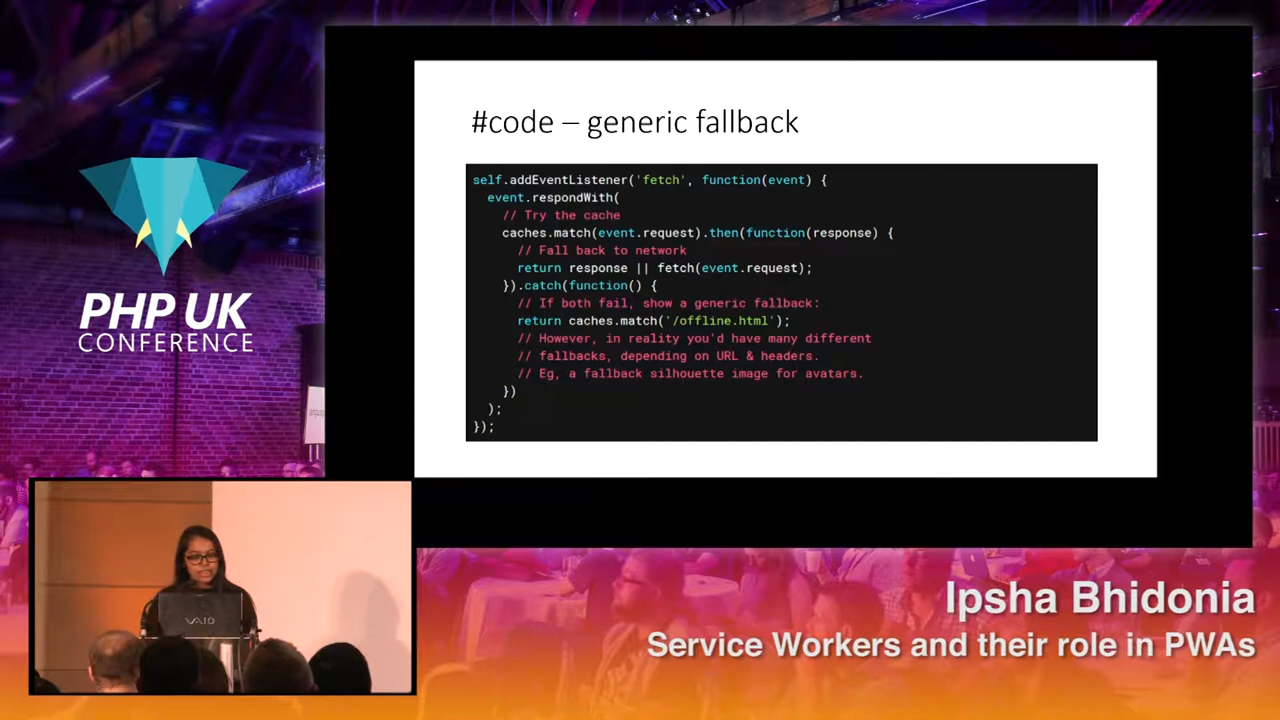 #code – generic fallback
self.addEventListener('fetch', function(event) {
event.respondWith(
// Try the cache
caches.match(event.request).then(function(response) {
// Fall back to network
return response || fetch(event.request);
}).catch(function() {
// If both fail, show a generic fallback:
return caches.match('/offline.html');
// However, in reality you'd have many different
// fallbacks, depending on URL & headers.
// Eg, a fallback silhouette image for avatars.
})
);
});
PHP UK
CONFERENCE
VAIO
Ipsha Bhidonia
Service Workers and their role in PWAs